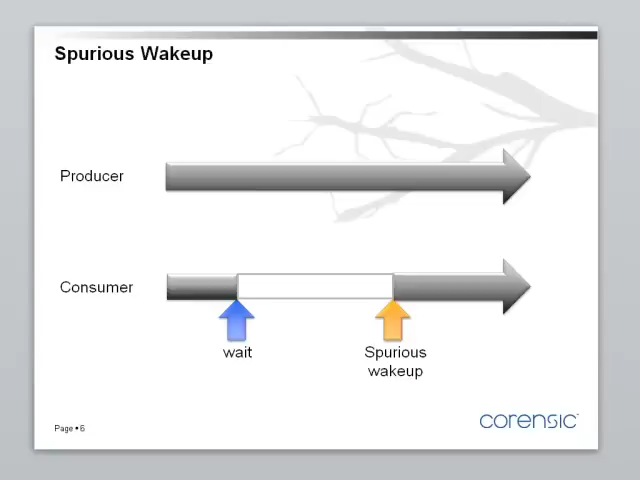 Spurious Wakeup
Producer
Consumer
wait
Spurious
wakeup
Page • 6
corensic